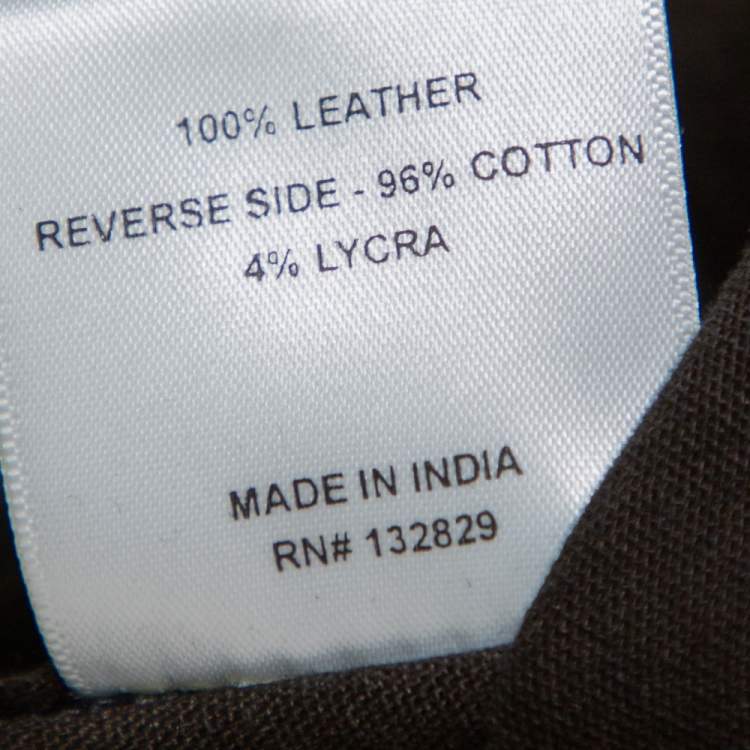 100% LEATHER
REVERSE SIDE - 96% COTTON
4% LYCRA
MADE IN INDIA
RN# 132829